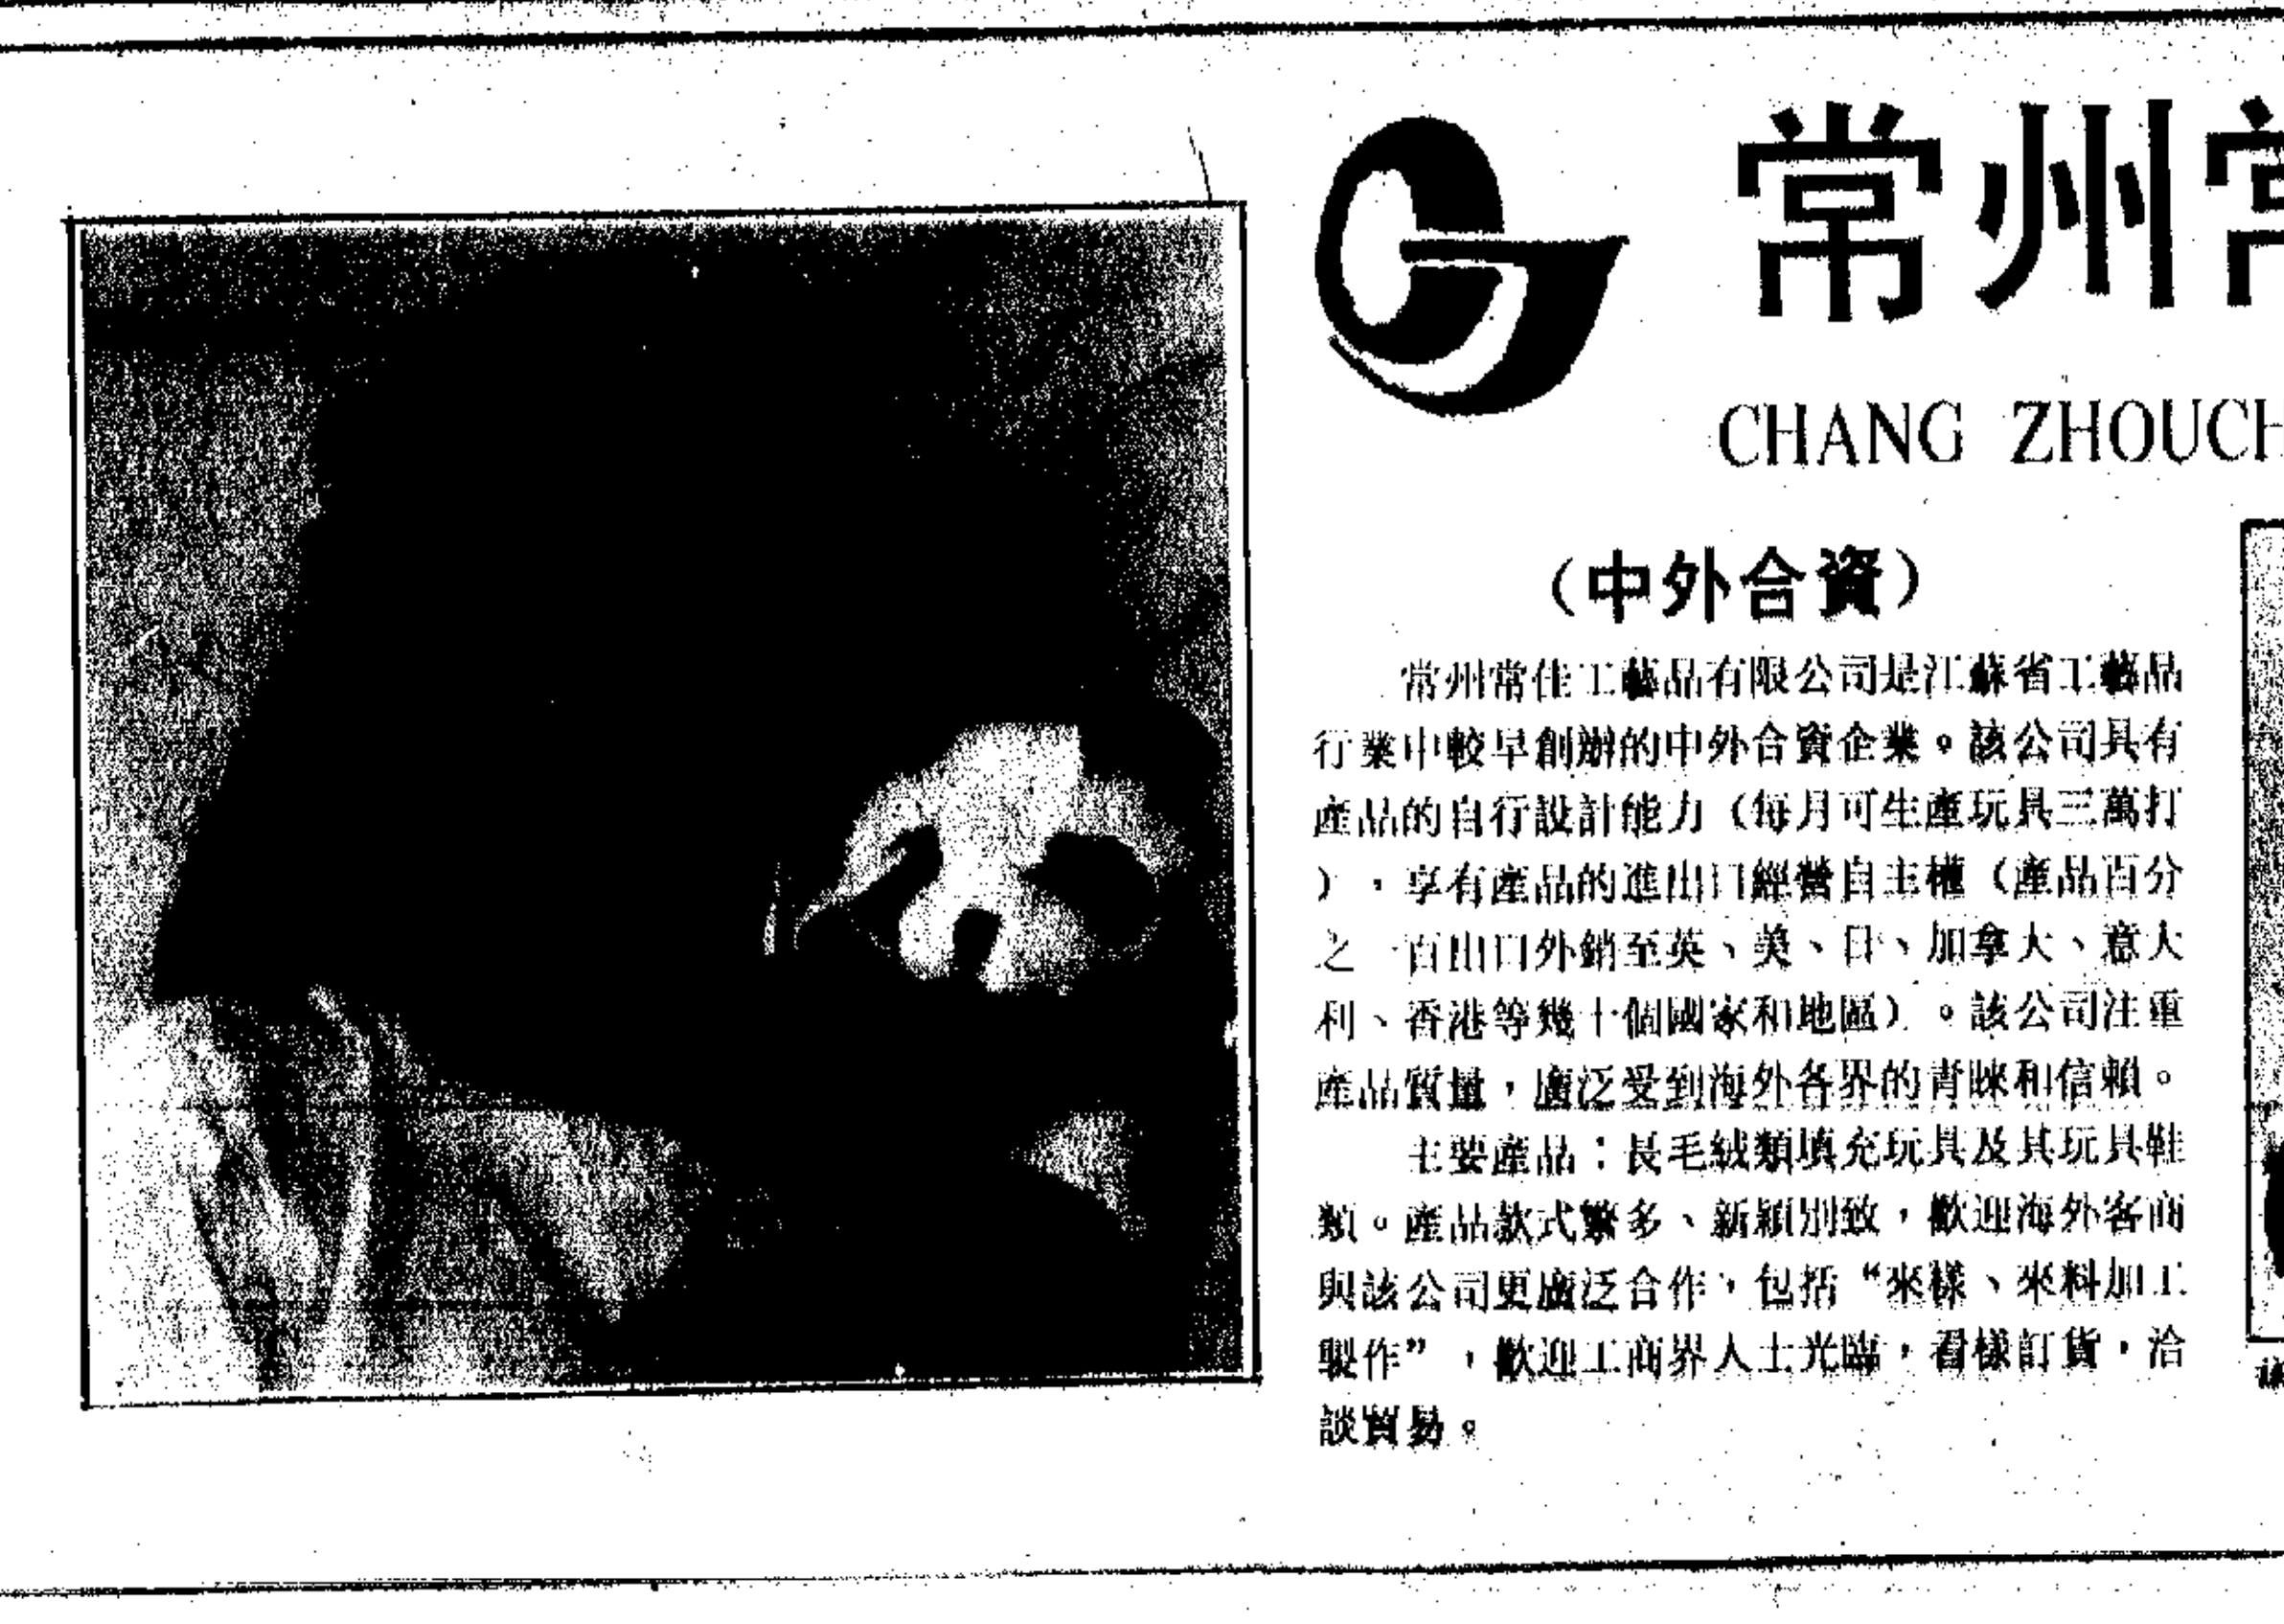 常州常
CHANG ZHOUCH
（中外合資）
常州常佳工藝品有限公司是江蘇省工藝品
行業中較早創辦的中外合資企業。該公司具有
產品的自行設計能力（每月可生產玩具三萬打
），享有產品的進出口經營自主權（產品百分
之一百出口外銷至英、美、日、加拿大、意大
利、香港等幾十個國家和地區）。該公司注重
產品質量，廣泛受到海外各界的青睞和信賴。
主要產品：長毛絨類填充玩具及其玩具鞋
類。產品款式繁多、新穎別致，歡迎海外客商
與該公司更廣泛合作，包括“來樣、來料加工
製作”，歡迎工商界人士光臨，看樣訂貨，洽
談貿易。